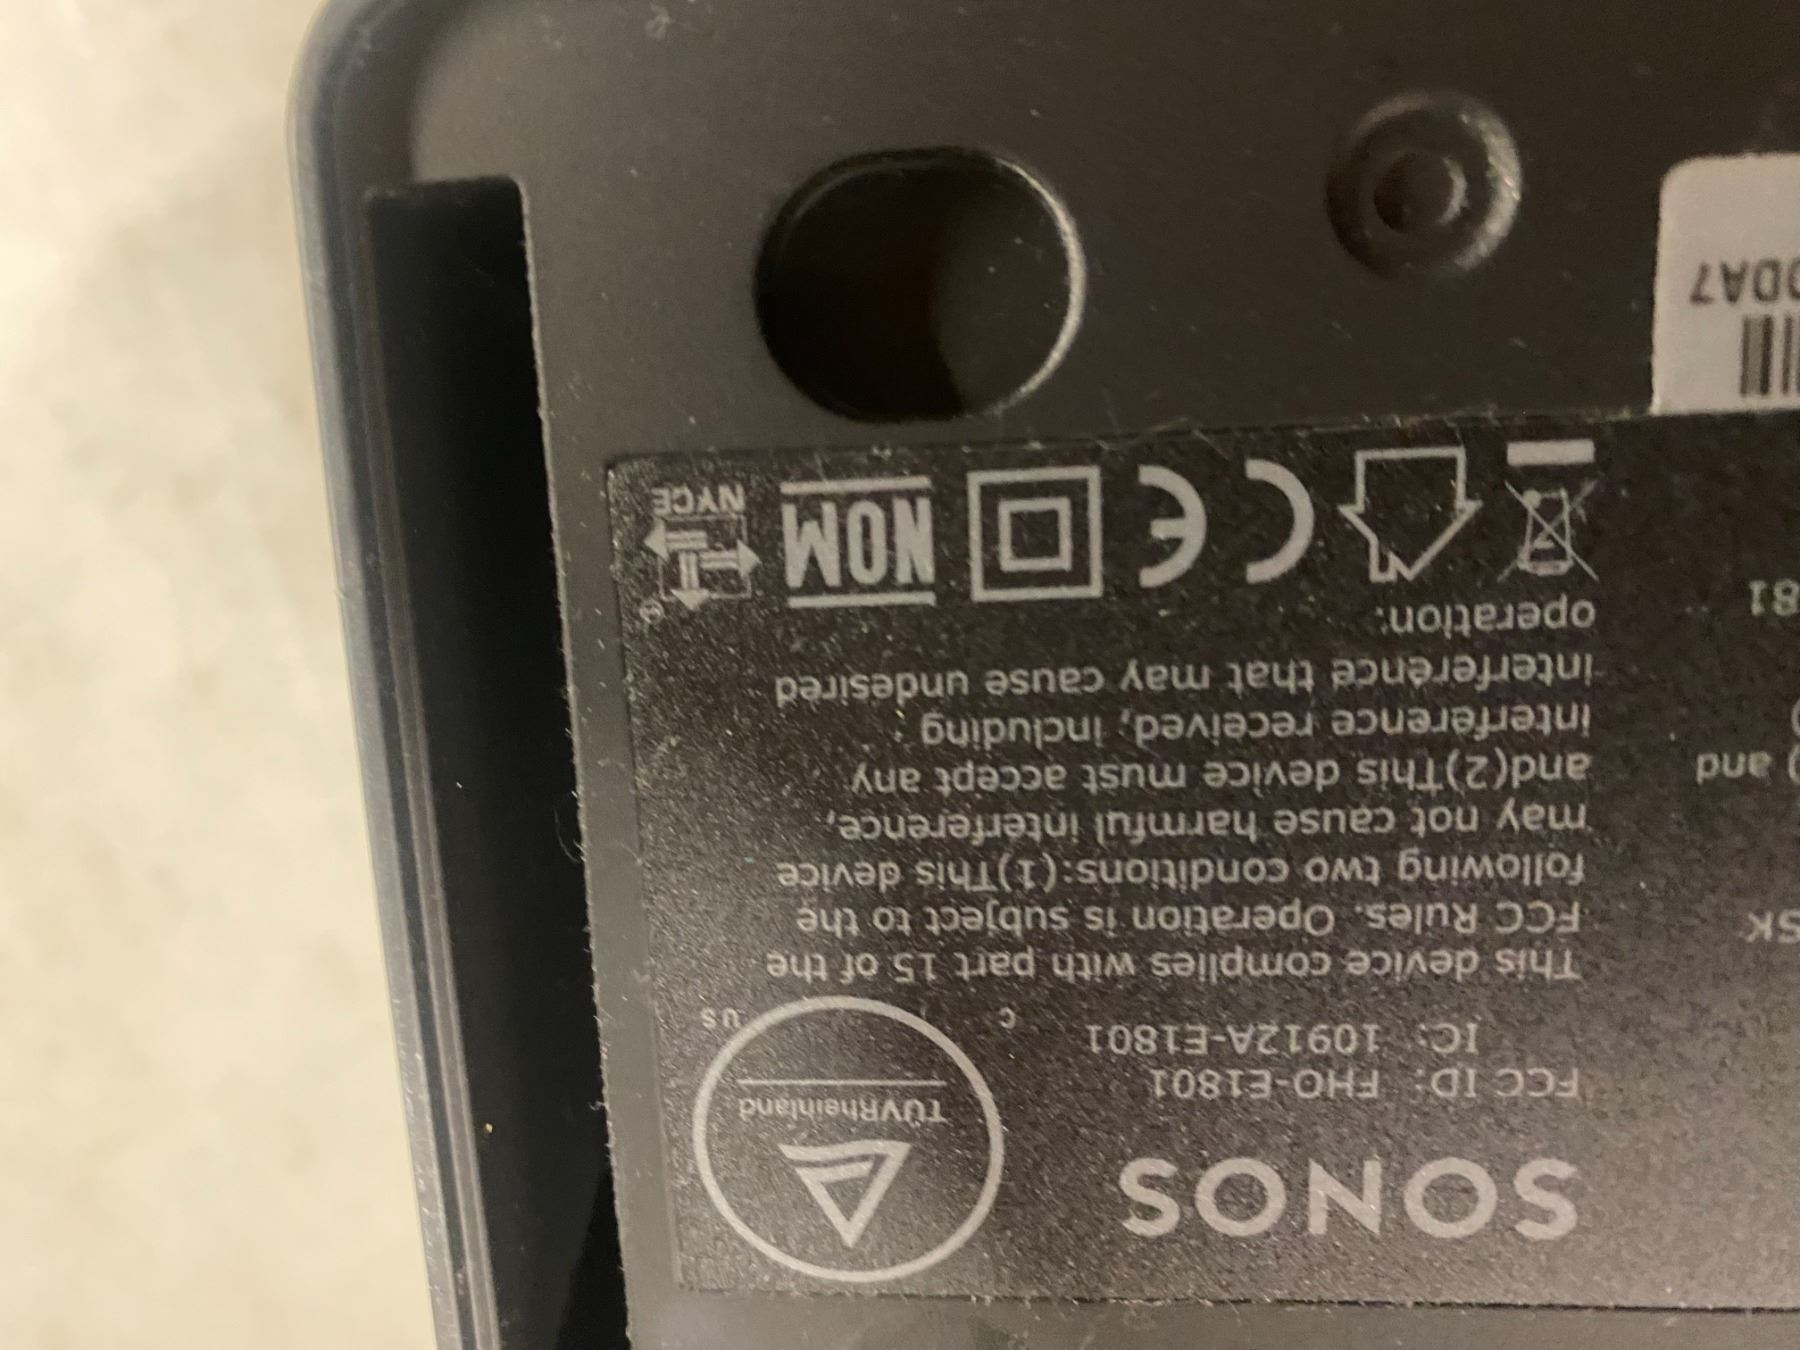 SONOS
TÜVRheinland
C US
FCC ID: FHO-E1801
IC: 10912A-E1801
This device complies with part 15 of the
FCC Rules. Operation is subject to the
following two conditions:(1)This device
may not cause harmful interference,
and(2)This device must accept any
interference received, including
interference that may cause undesired
operation.
CE
NOM
NYCE
SK
) and
)
81
DDA7